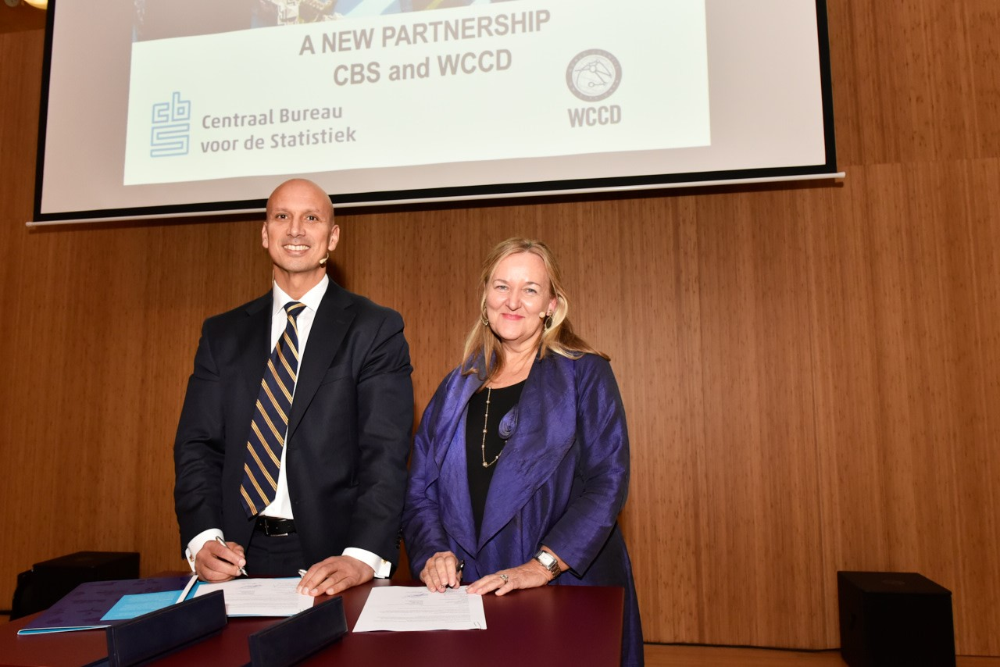 A NEW PARTNERSHIP
CBS and WCCD
cbs
Centraal Bureau
voor de Statistiek
WCCD